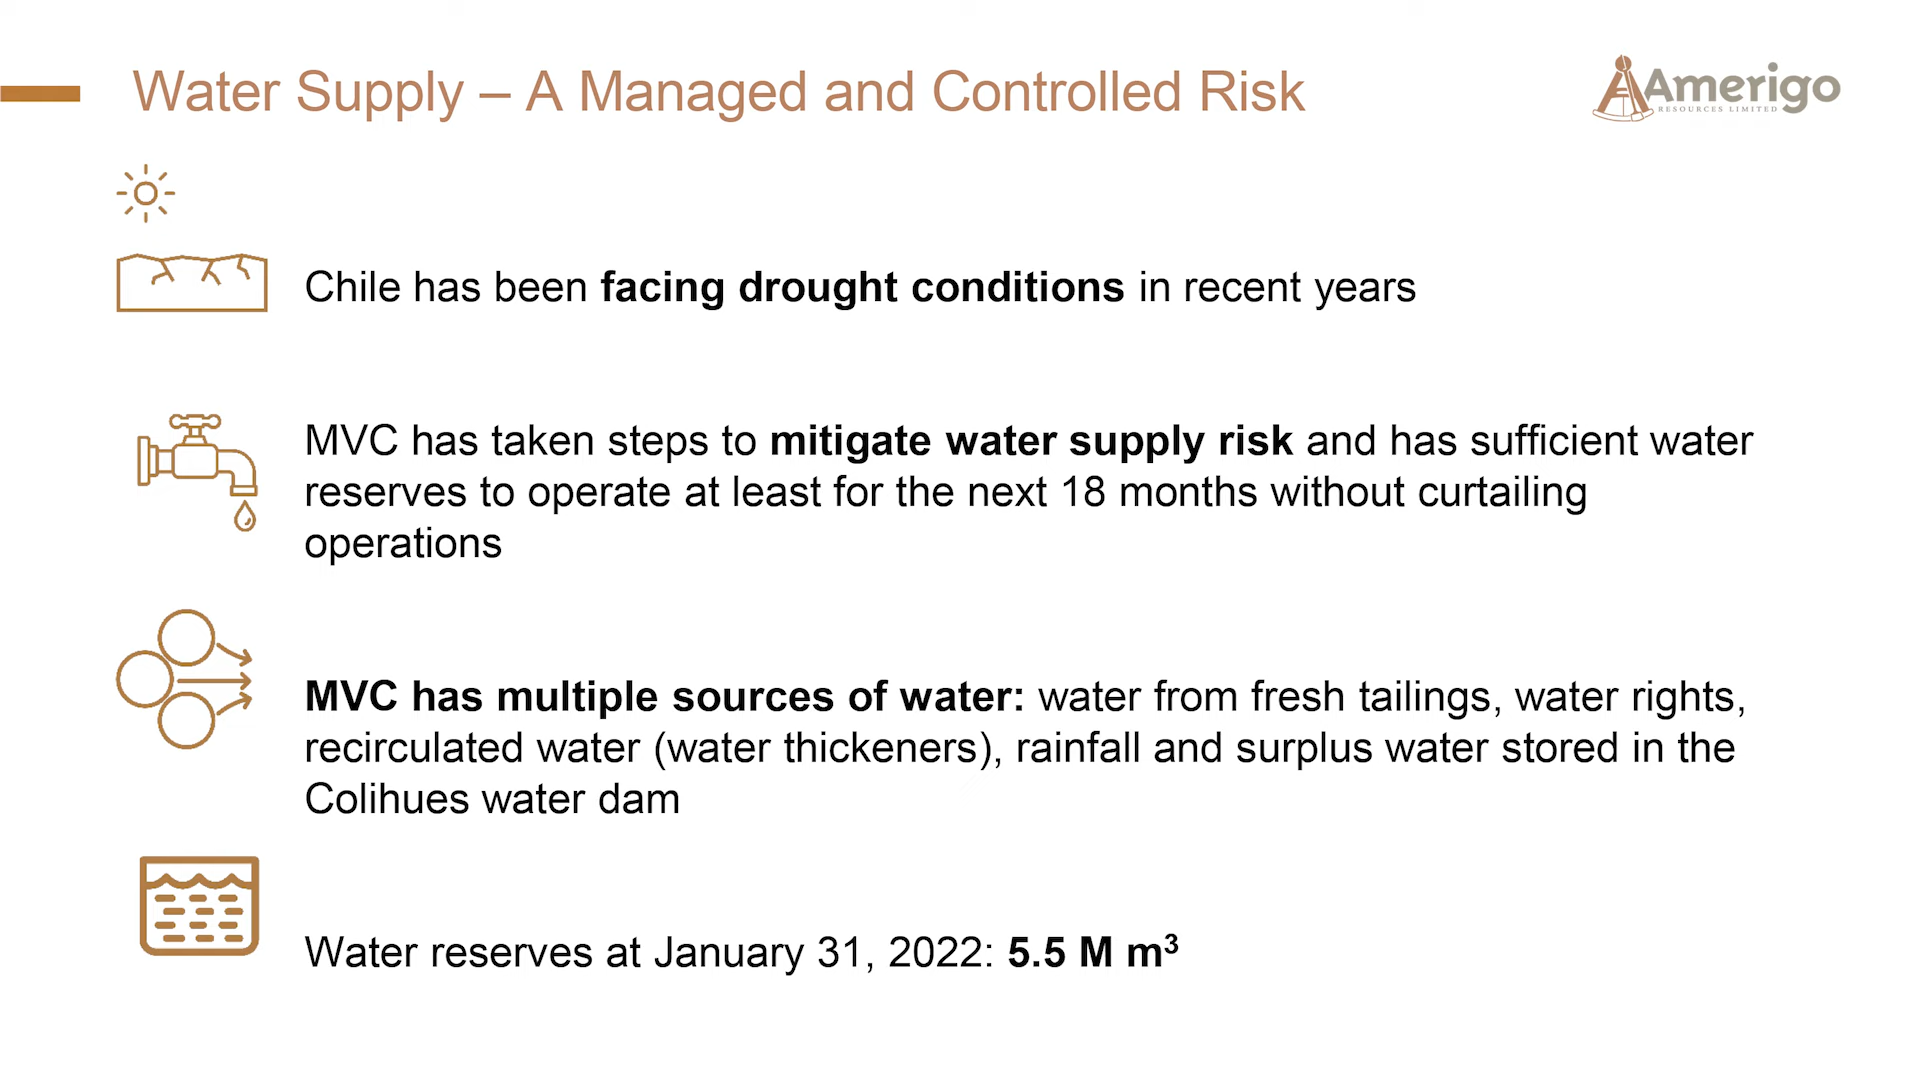 Water Supply – A Managed and Controlled Risk
Amerigo
RESOURCES LIMITED
Chile has been facing drought conditions in recent years
MVC has taken steps to mitigate water supply risk and has sufficient water
reserves to operate at least for the next 18 months without curtailing
operations
MVC has multiple sources of water: water from fresh tailings, water rights,
recirculated water (water thickeners), rainfall and surplus water stored in the
Colihues water dam
Water reserves at January 31, 2022: 5.5 M m³